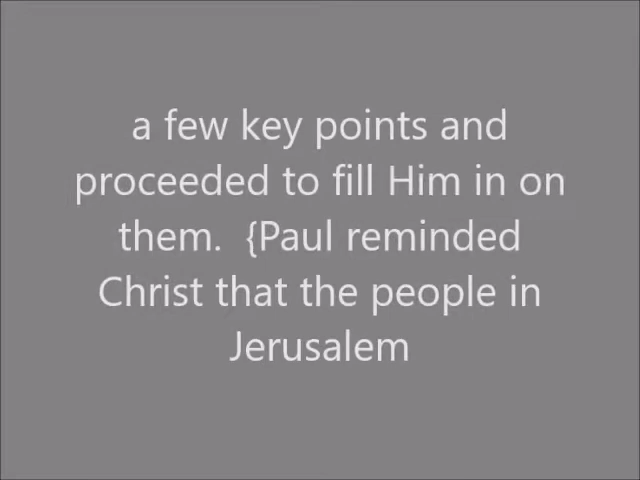 a few key points and
proceeded to fill Him in on
them.  {Paul reminded
Christ that the people in
Jerusalem